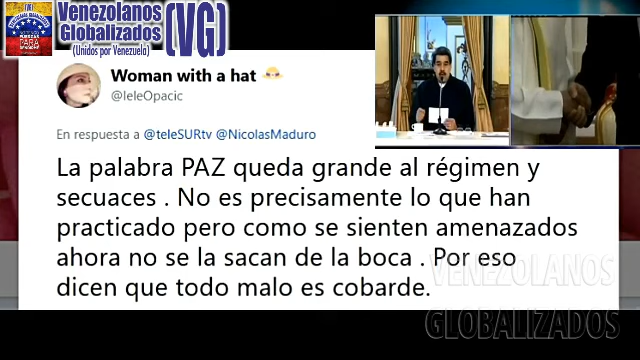 Venezolanos
Globalizados
(Unidos por Venezuela)
(VG)
Woman with a hat
@leleOpacic
En respuesta a @teleSURtv @NicolasMaduro
La palabra PAZ queda grande al régimen y
secuaces . No es precisamente lo que han
practicado pero como se sienten amenazados
ahora no se la sacan de la boca . Por eso
dicen que todo malo es cobarde.
VENEZOLANOS
GLOBALIZADOS